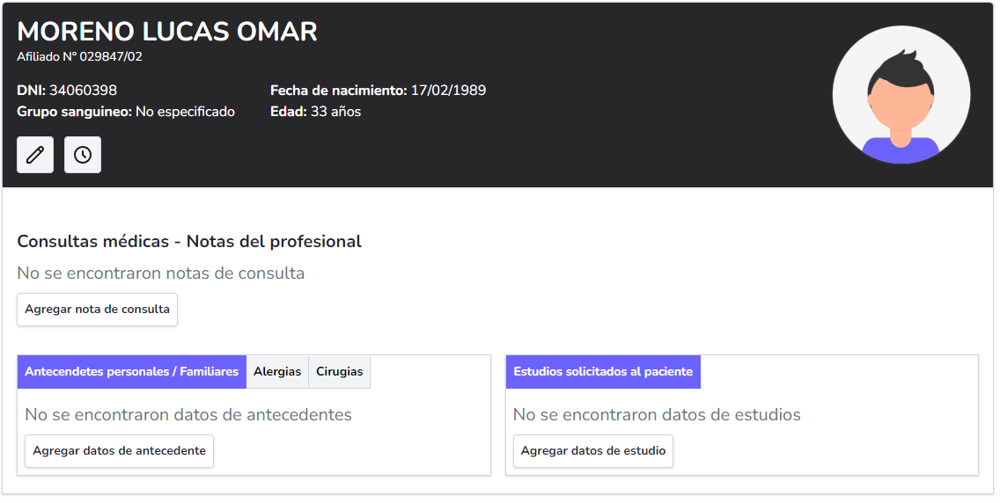 MORENO LUCAS OMAR
Afiliado N° 029847/02
DNI: 34060398
Fecha de nacimiento: 17/02/1989
Grupo sanguineo: No especificado
Edad: 33 años
Consultas médicas - Notas del profesional
No se encontraron notas de consulta
Agregar nota de consulta
Antecendetes personales / Familiares
Alergias
Cirugias
No se encontraron datos de antecedentes
Agregar datos de antecedente
Estudios solicitados al paciente
No se encontraron datos de estudios
Agregar datos de estudio